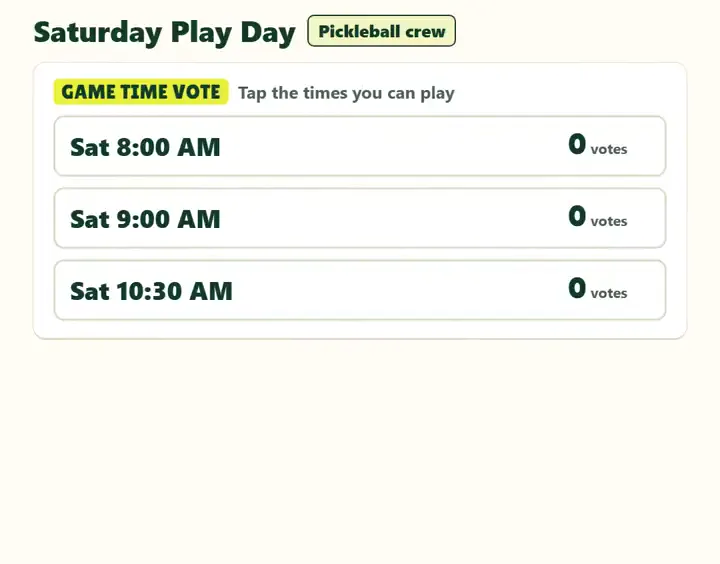 Saturday Play Day Pickleball crew
GAME TIME VOTE Tap the times you can play
Sat 8:00 AM 0 votes
Sat 9:00 AM 0 votes
Sat 10:30 AM 0 votes